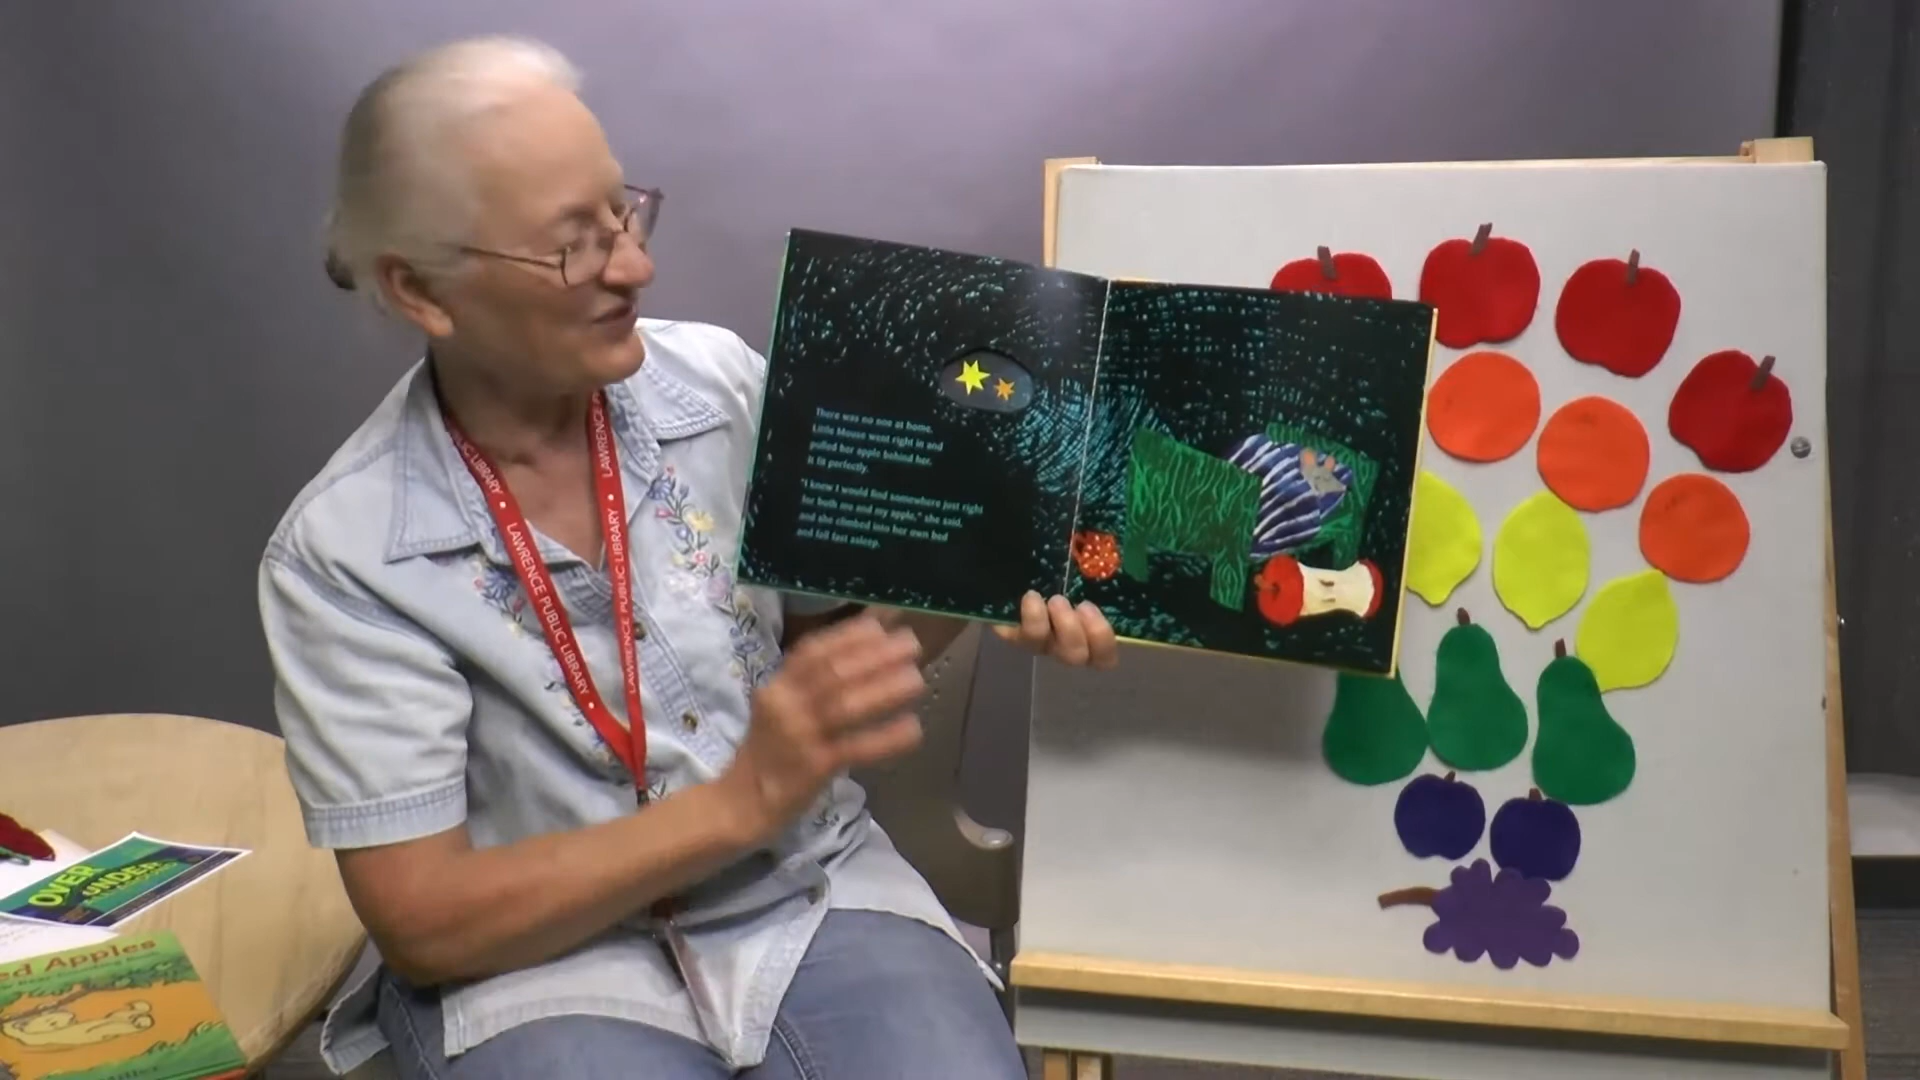 There was no one at home.
Little Mouse went right in and
pulled her apple behind her.
It fit perfectly.
"I knew I would find somewhere just right
for both me and my apple," she said,
and she climbed into her own bed
and fell fast asleep.
LIBRARY • LAWRENCE PUBLIC LIBRARY •
LAWRENCE PUBLIC LIBRARY • LAWRENCE
OVER
UNDER
ed Apples